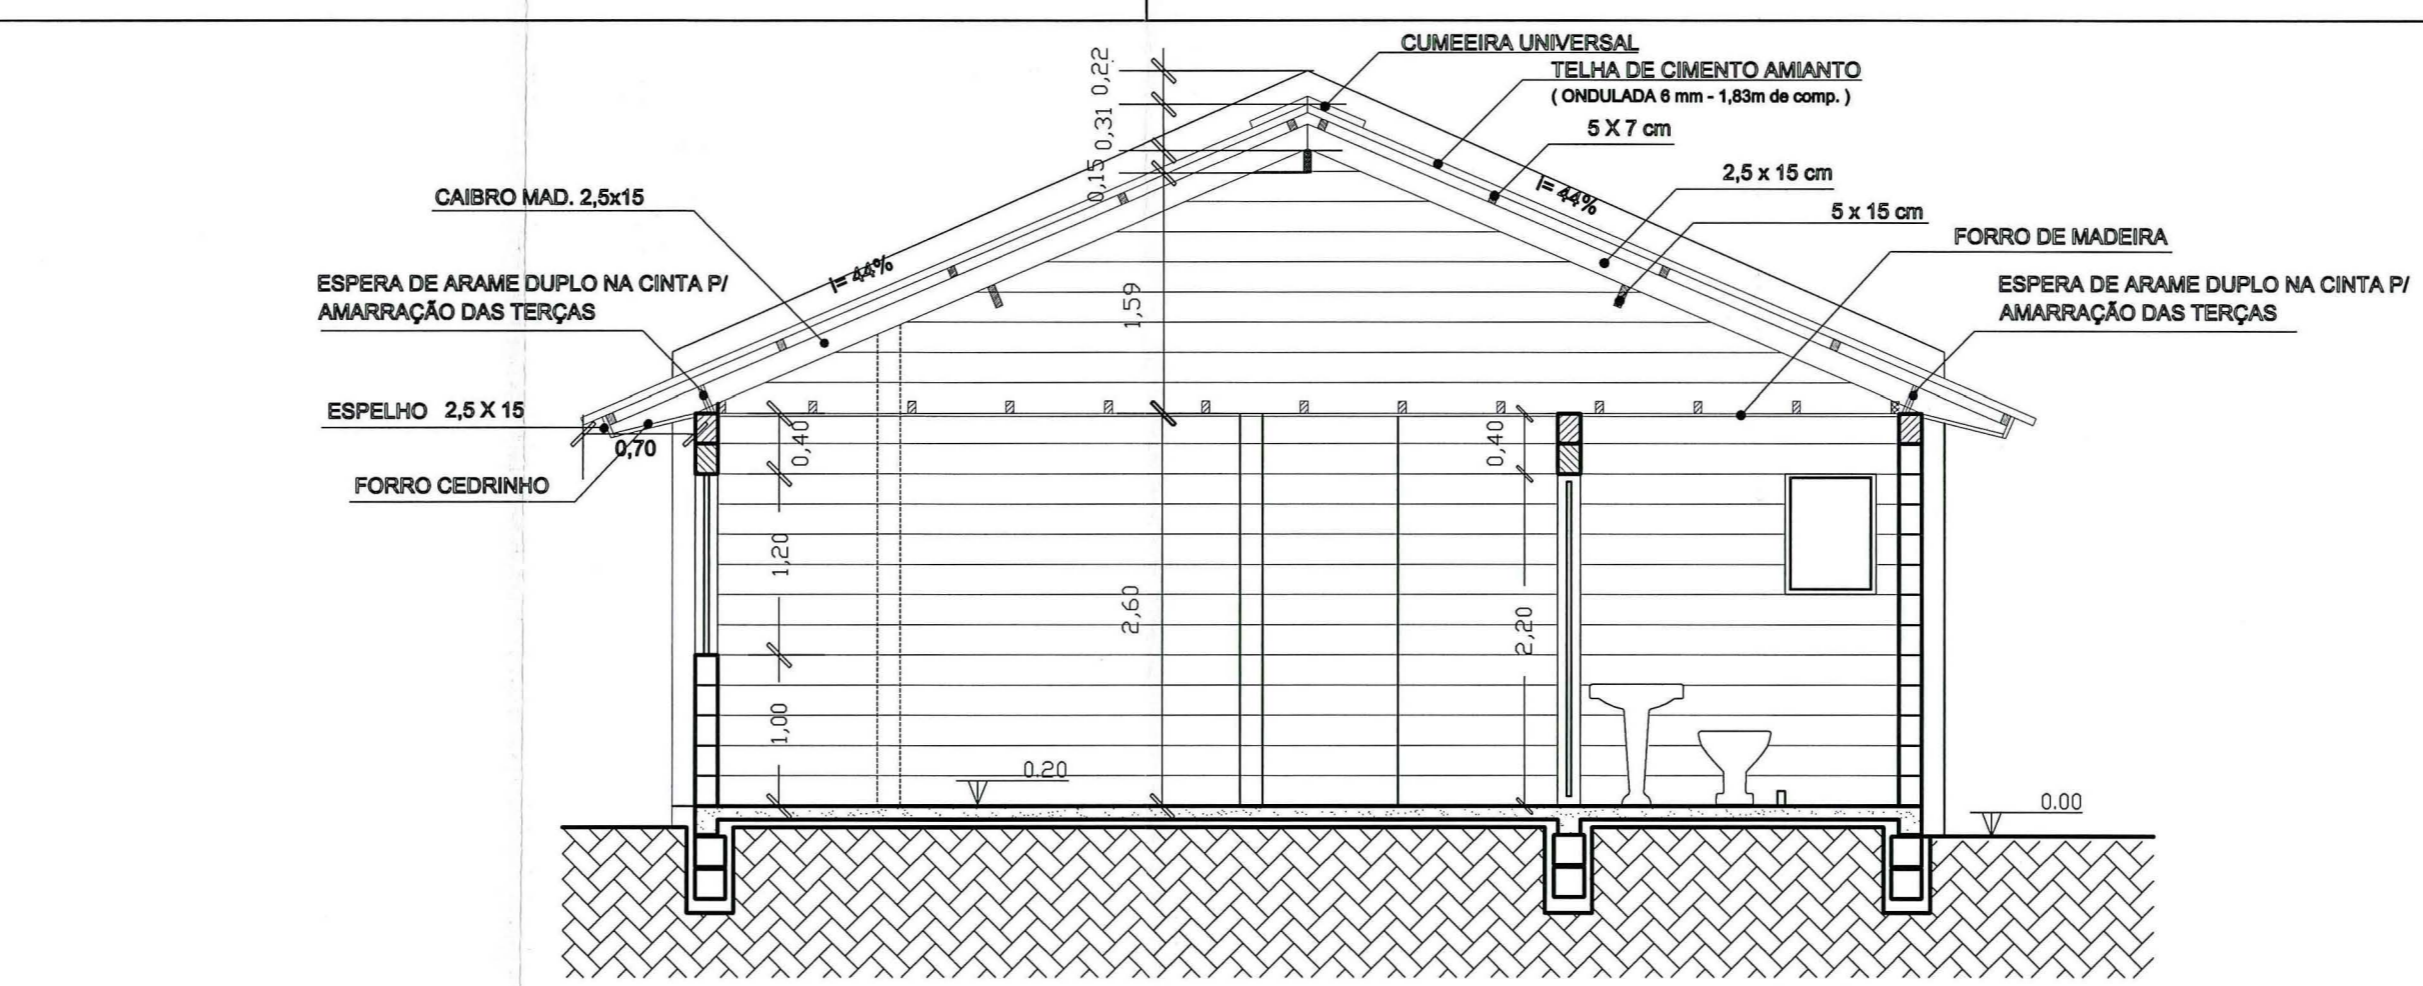 CUMEEIRA UNIVERSAL
TELHA DE CIMENTO AMIANTO
( ONDULADA 6 mm - 1,83m de comp. )
5 X 7 cm
2,5 x 15 cm
5 x 15 cm
FORRO DE MADEIRA
ESPERA DE ARAME DUPLO NA CINTA P/
AMARRAÇÃO DAS TERÇAS
CAIBRO MAD. 2,5x15
ESPERA DE ARAME DUPLO NA CINTA P/
AMARRAÇÃO DAS TERÇAS
ESPELHO 2,5 X 15
0,70
FORRO CEDRINHO
I= 44%
I= 44%
0,22
0,31
0,15
1,59
2,60
0,40
1,20
1,00
0,40
2,20
0.20
0.00